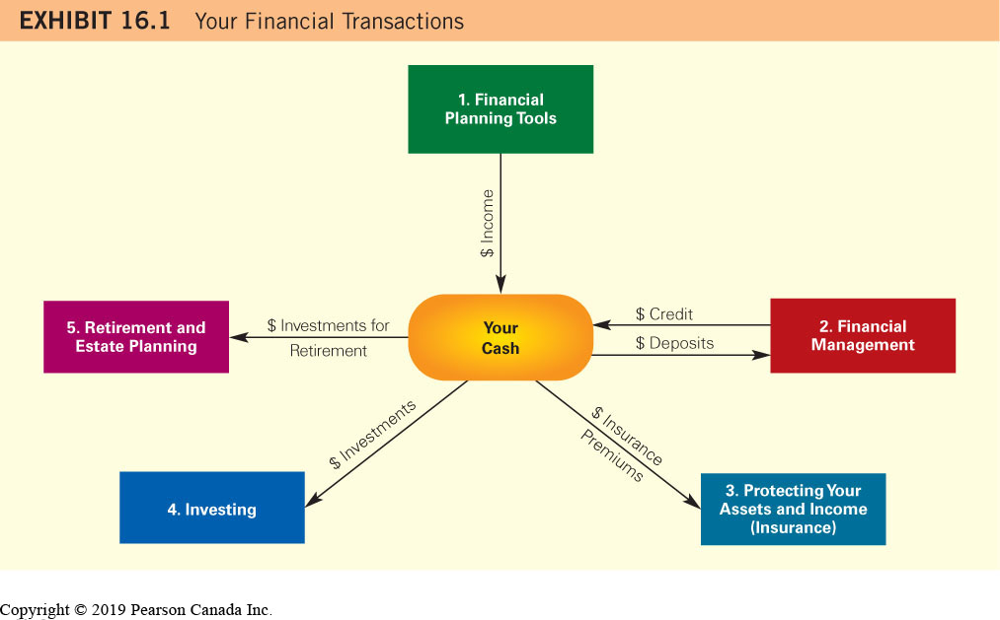 EXHIBIT 16.1 Your Financial Transactions
1. Financial
Planning Tools
$ Income
5. Retirement and
Estate Planning
$ Investments for
Retirement
Your
Cash
$ Credit
$ Deposits
2. Financial
Management
$ Investments
$ Insurance
Premiums
4. Investing
3. Protecting Your
Assets and Income
(Insurance)
Copyright © 2019 Pearson Canada Inc.